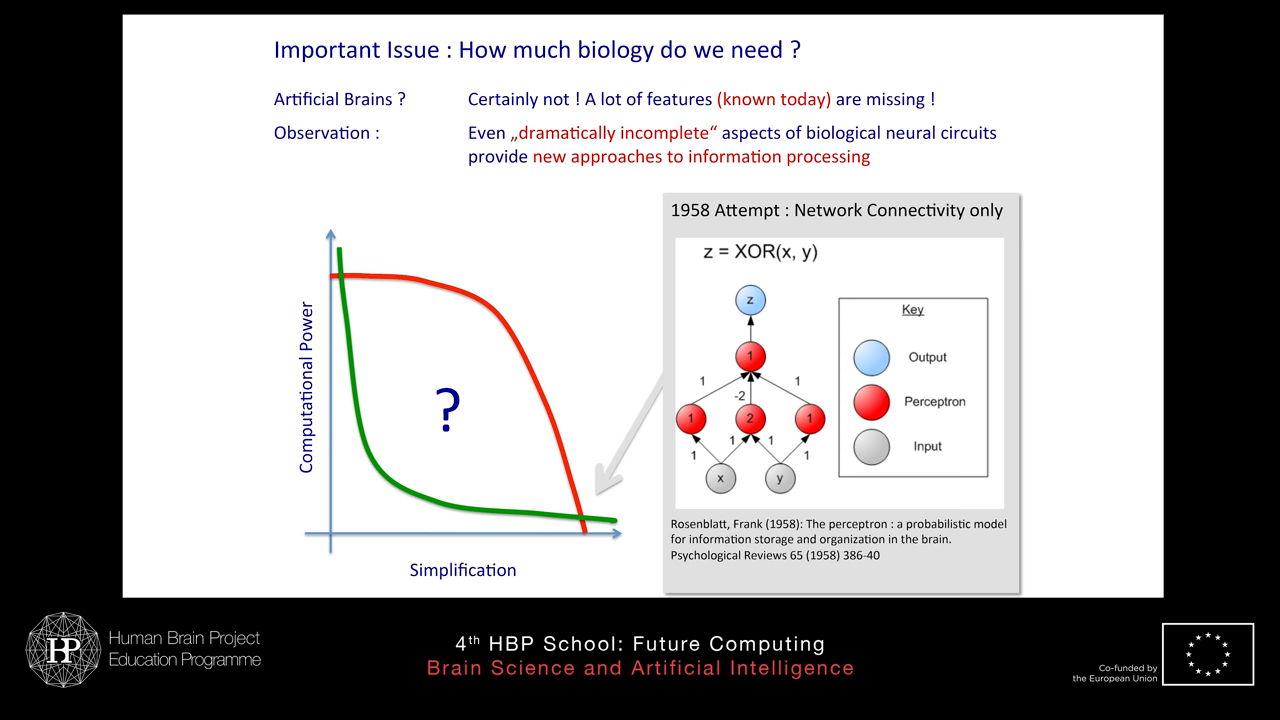 Important Issue : How much biology do we need ?
Artificial Brains ? Certainly not ! A lot of features (known today) are missing !
Observation : Even „dramatically incomplete“ aspects of biological neural circuits
provide new approaches to information processing
1958 Attempt : Network Connectivity only
z = XOR(x, y)
z
1
1
1
-2
1 2 1
1
1
1
1
x
y
Key
Output
Perceptron
Input
Rosenblatt, Frank (1958): The perceptron : a probabilistic model
for information storage and organization in the brain.
Psychological Reviews 65 (1958) 386-40
Computational Power
?
Simplification
HP
Human Brain Project
Education Programme
4th HBP School: Future Computing
Brain Science and Artificial Intelligence
Co-funded by
the European Union